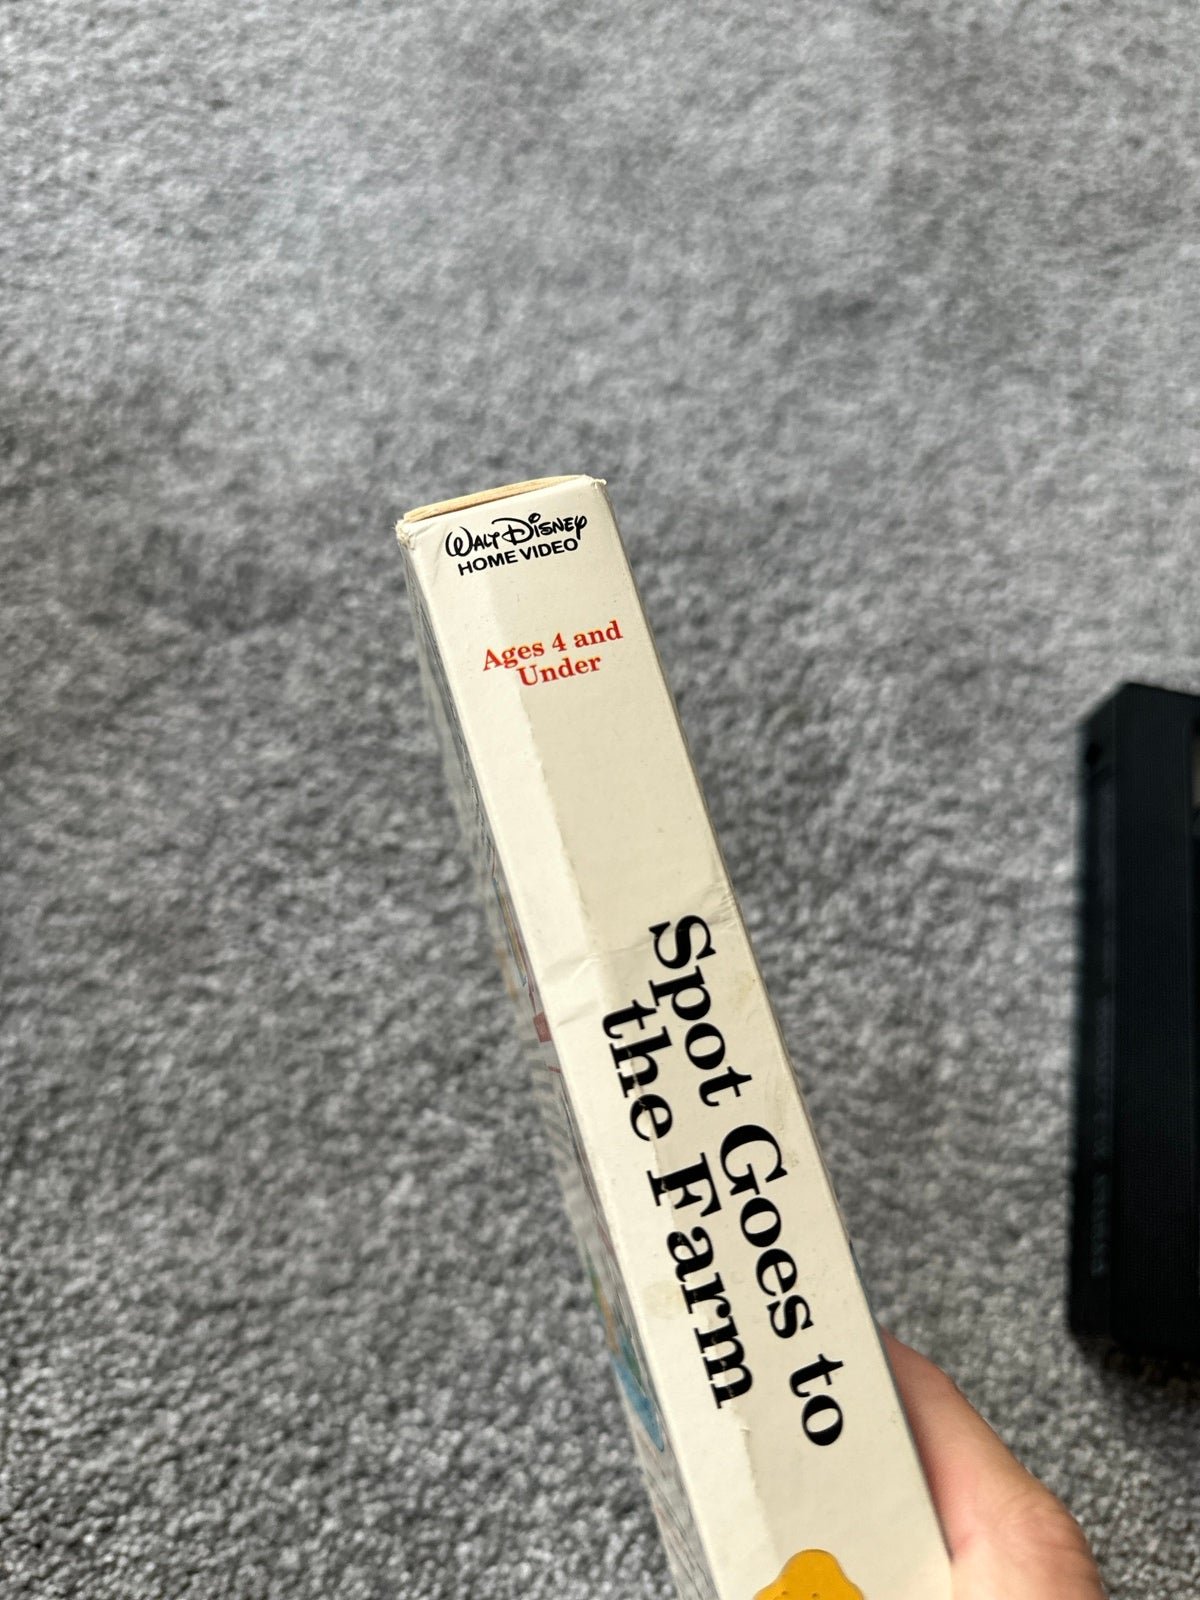 Walt Disney
HOME VIDEO
Ages 4 and
Under
Spot Goes to
the Farm